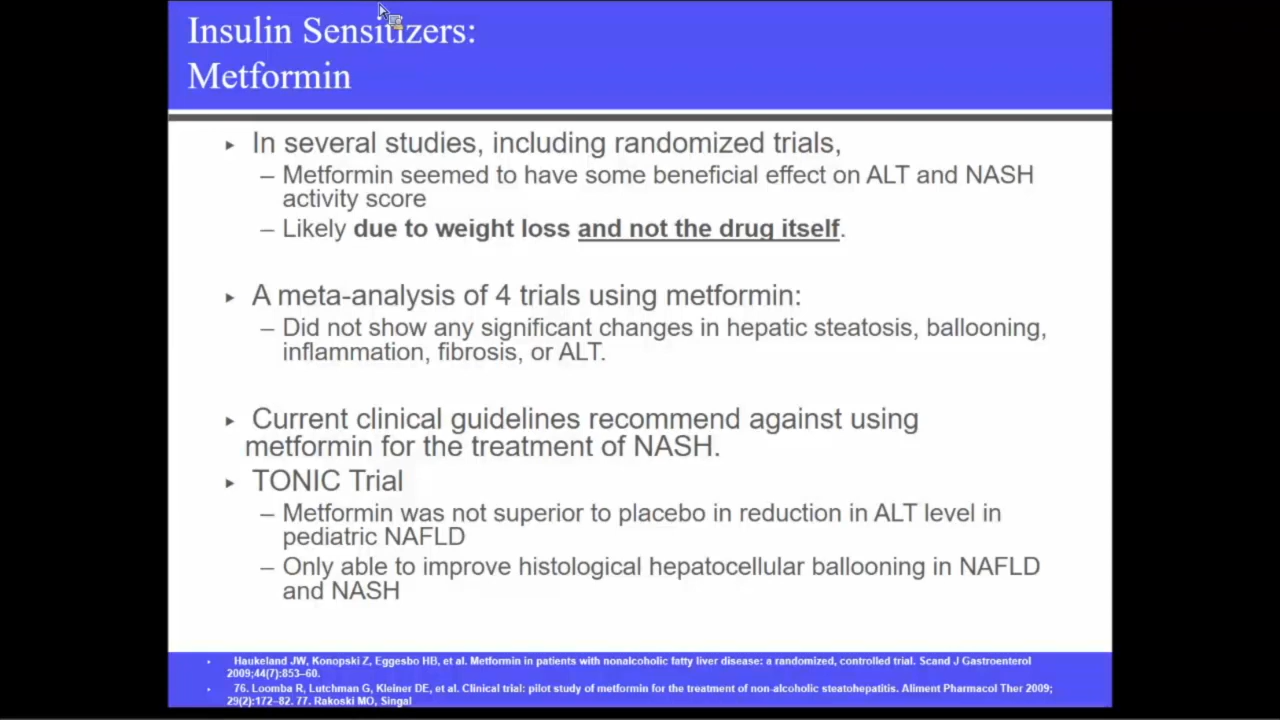 Insulin Sensitizers:
Metformin
▸ In several studies, including randomized trials,
– Metformin seemed to have some beneficial effect on ALT and NASH
activity score
– Likely due to weight loss and not the drug itself.
▸ A meta-analysis of 4 trials using metformin:
– Did not show any significant changes in hepatic steatosis, ballooning,
inflammation, fibrosis, or ALT.
▸ Current clinical guidelines recommend against using
metformin for the treatment of NASH.
▸ TONIC Trial
– Metformin was not superior to placebo in reduction in ALT level in
pediatric NAFLD
– Only able to improve histological hepatocellular ballooning in NAFLD
and NASH
• Haukeland JW, Konopski Z, Eggesbo HB, et al. Metformin in patients with nonalcoholic fatty liver disease: a randomized, controlled trial. Scand J Gastroenterol
2009;44(7):853–60.
• 76. Loomba R, Lutchman G, Kleiner DE, et al. Clinical trial: pilot study of metformin for the treatment of non-alcoholic steatohepatitis. Aliment Pharmacol Ther 2009;
29(2):172–82. 77. Rakoski MO, Singal